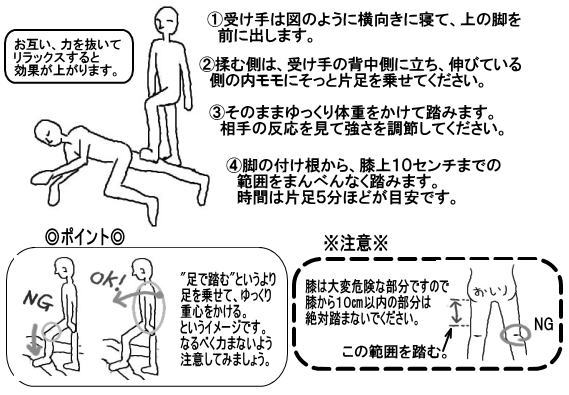 お互い、力を抜いて
リラックスすると
効果が上がります。
①受け手は図のように横向きに寝て、上の脚を
前に出します。
②揉む側は、受け手の背中側に立ち、伸びている
側の内モモにそっと片足を乗せてください。
③そのままゆっくり体重をかけて踏みます。
相手の反応を見て強さを調節してください。
④脚の付け根から、膝上10センチまでの
範囲をまんべんなく踏みます。
時間は片足5分ほどが目安です。
◎ポイント◎
NG
OK!
"足で踏む"というより
足を乗せて、ゆっくり
重心をかける。
というイメージです。
なるべく力まないよう
注意してみましょう。
※注意※
膝は大変危険な部分ですので
膝から10cm以内の部分は
絶対踏まないでください。
この範囲を踏む。
おしり
NG